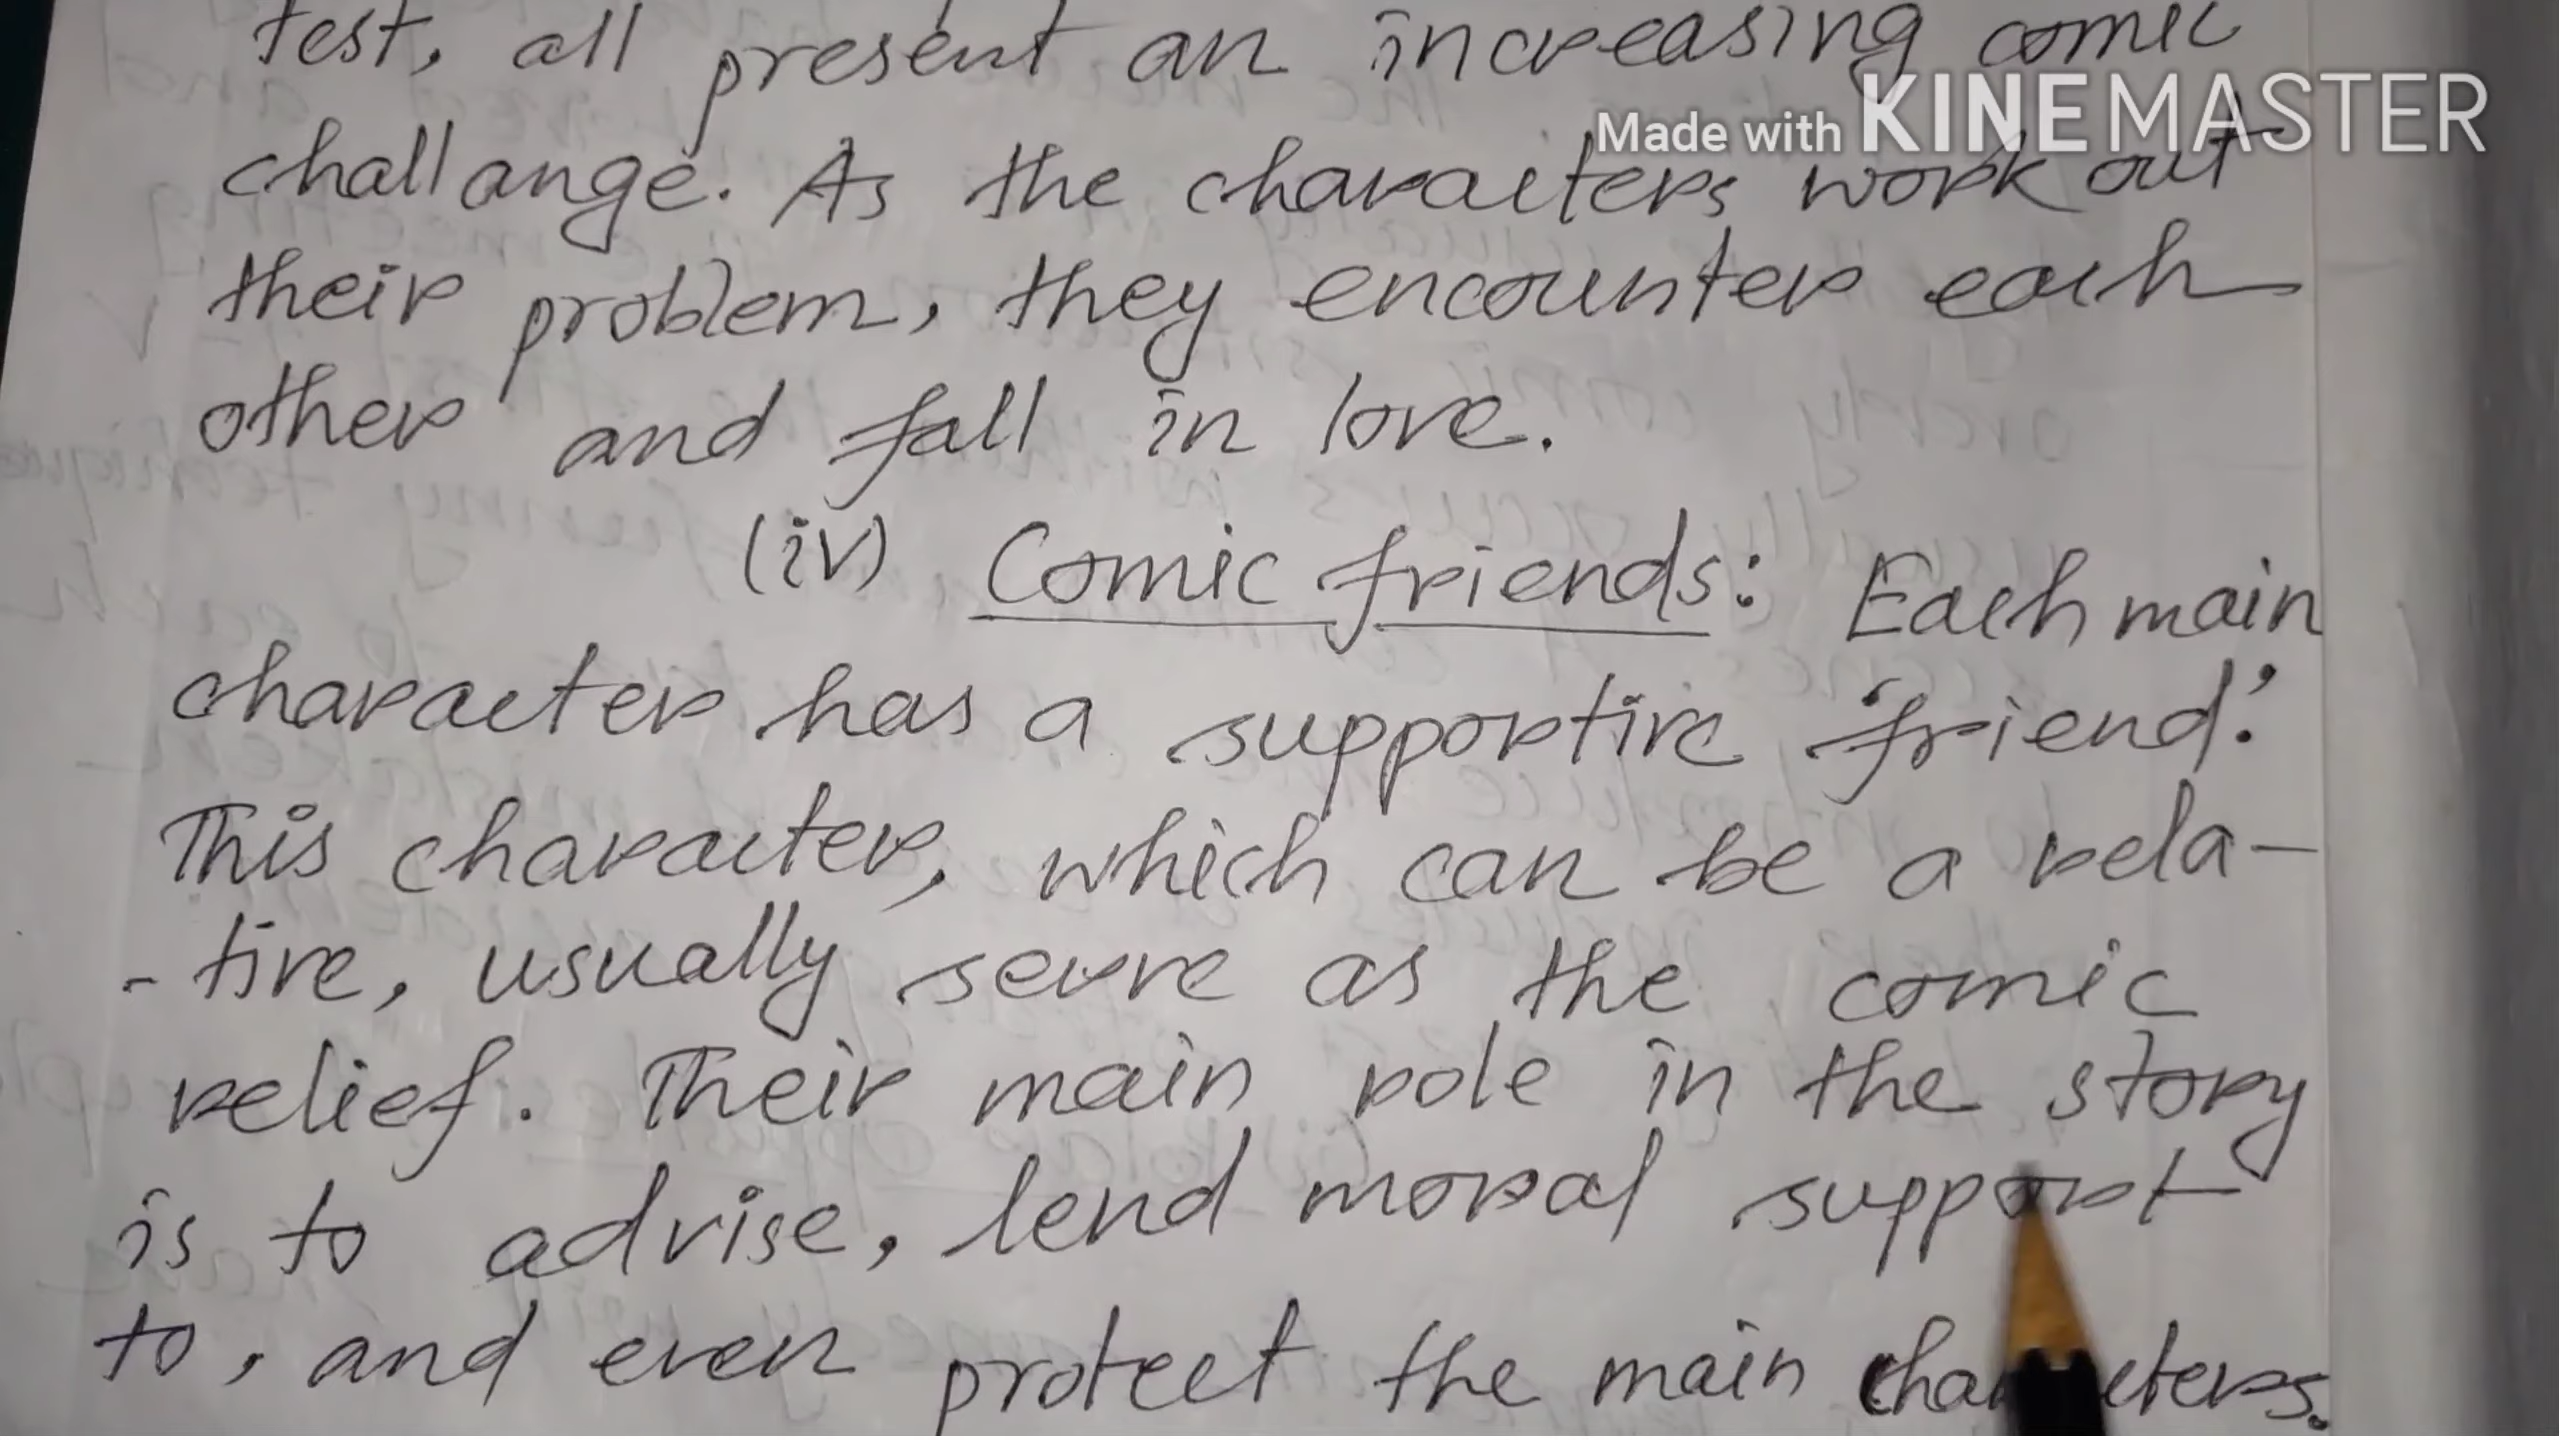 test, all present an increasing comic
Made with KINEMASTER
challange. As the characters work out
their problem, they encounter each
other and fall in love.
(iv) Comic friends: Each main
character has a supportive 'friend'.
This character, which can be a rela-
-tive, usually serve as the comic
relief. Their main role in the story
is to advise, lend moral support
to, and even protect the main characters.